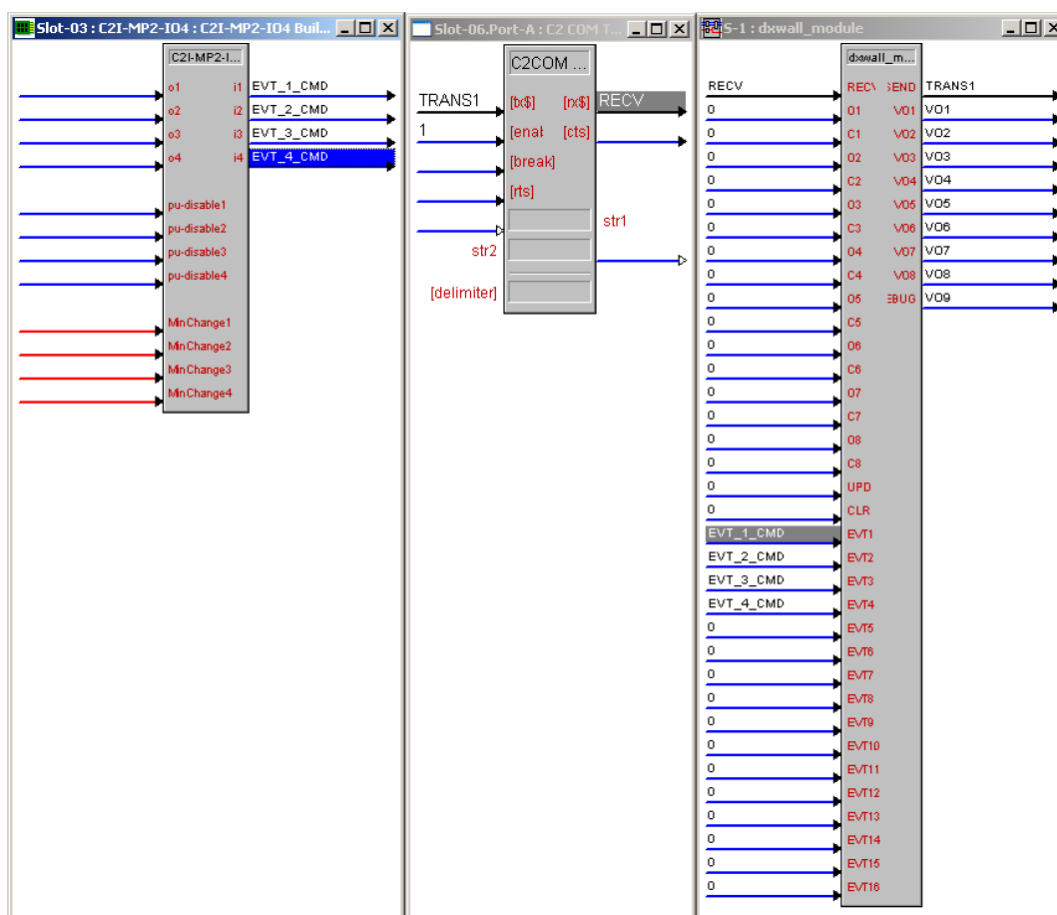 Slot-03 : C2I-MP2-IO4 : C2I-MP2-IO4 Buil...
C2I-MP2-I...
o1 i1 EVT_1_CMD
o2 i2 EVT_2_CMD
o3 i3 EVT_3_CMD
o4 i4 EVT_4_CMD
pu-disable1
pu-disable2
pu-disable3
pu-disable4
MinChange1
MinChange2
MinChange3
MinChange4
Slot-06.Port-A : C2 COM T...
C2COM ...
TRANS1 [tx$] [rx$] RECV
1 [enat [cts]
[break]
[rts]
str1
str2
[delimiter]
S-1 : dxwall_module
dxwall_m...
RECV RECV SEND TRANS1
0 O1 VO1 VO1
0 C1 VO2 VO2
0 O2 VO3 VO3
0 C2 VO4 VO4
0 O3 VO5 VO5
0 C3 VO6 VO6
0 O4 VO7 VO7
0 C4 VO8 VO8
0 O5 EBUG VO9
0 C5
0 O6
0 C6
0 O7
0 C7
0 O8
0 C8
0 UPD
0 CLR
EVT_1_CMD EVT1
EVT_2_CMD EVT2
EVT_3_CMD EVT3
EVT_4_CMD EVT4
0 EVT5
0 EVT6
0 EVT7
0 EVT8
0 EVT9
0 EVT10
0 EVT11
0 EVT12
0 EVT13
0 EVT14
0 EVT15
0 EVT16